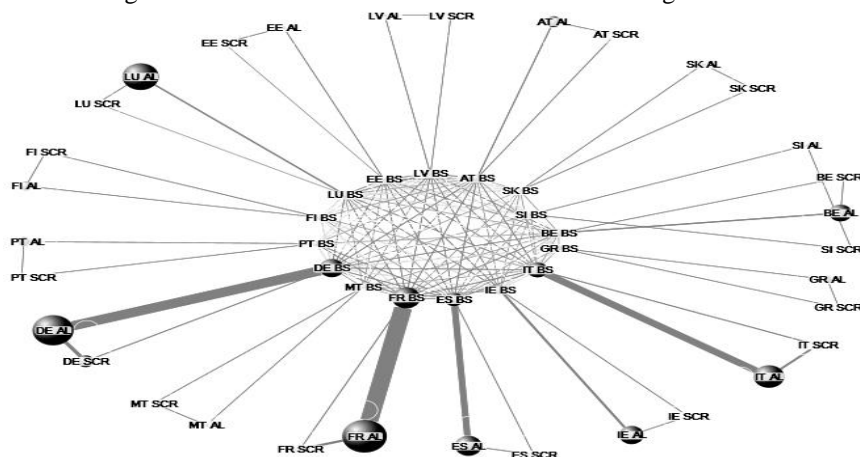 LV AL
LV SCR
AT AL
AT SCR
EE AL
EE SCR
LU AL
LU SCR
SK AL
SK SCR
FI SCR
FI AL
SI AL
BE SCR
BE AL
SI SCR
LV BS
EE BS
AT BS
LU BS
SK BS
FI BS
SI BS
PT BS
BE BS
GR BS
DE BS
IT BS
MT BS
FR BS
ES BS
IE BS
PT AL
PT SCR
GR AL
GR SCR
DE AL
DE SCR
IT SCR
IT AL
MT SCR
MT AL
IE SCR
IE AL
FR SCR
FR AL
ES AL
ES SCR